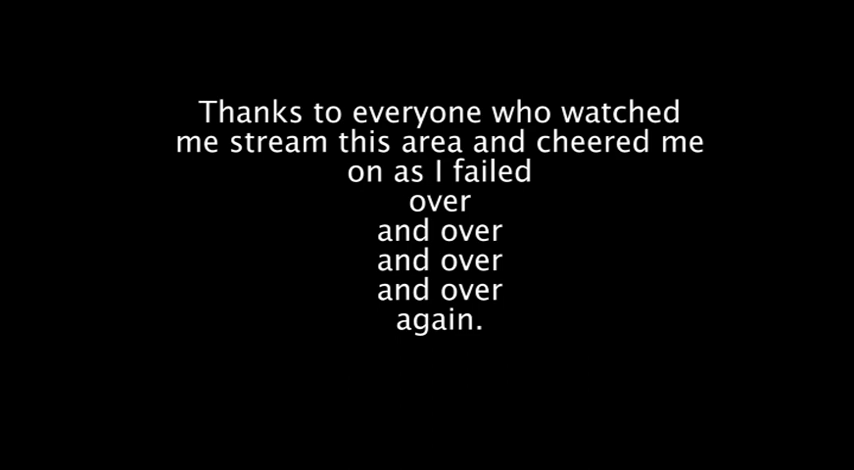 Thanks to everyone who watched
me stream this area and cheered me
on as I failed
over
and over
and over
and over
again.